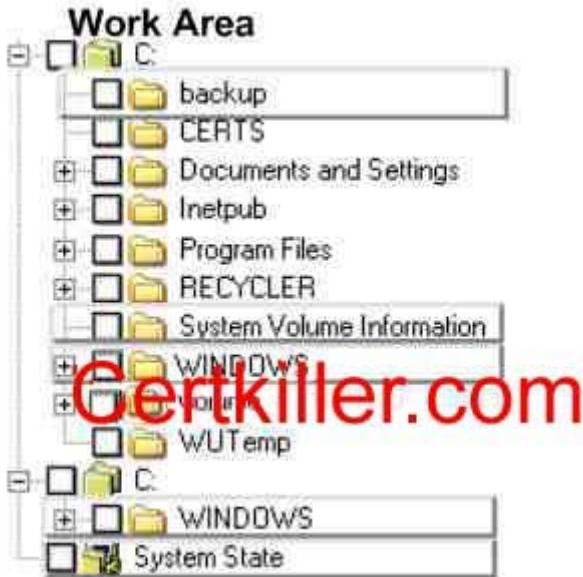 Work Area
C:
backup
CERTS
Documents and Settings
Inetpub
Program Files
RECYCLER
System Volume Information
WINDOWS
Certkiller.com
WUTemp
C:
WINDOWS
System State